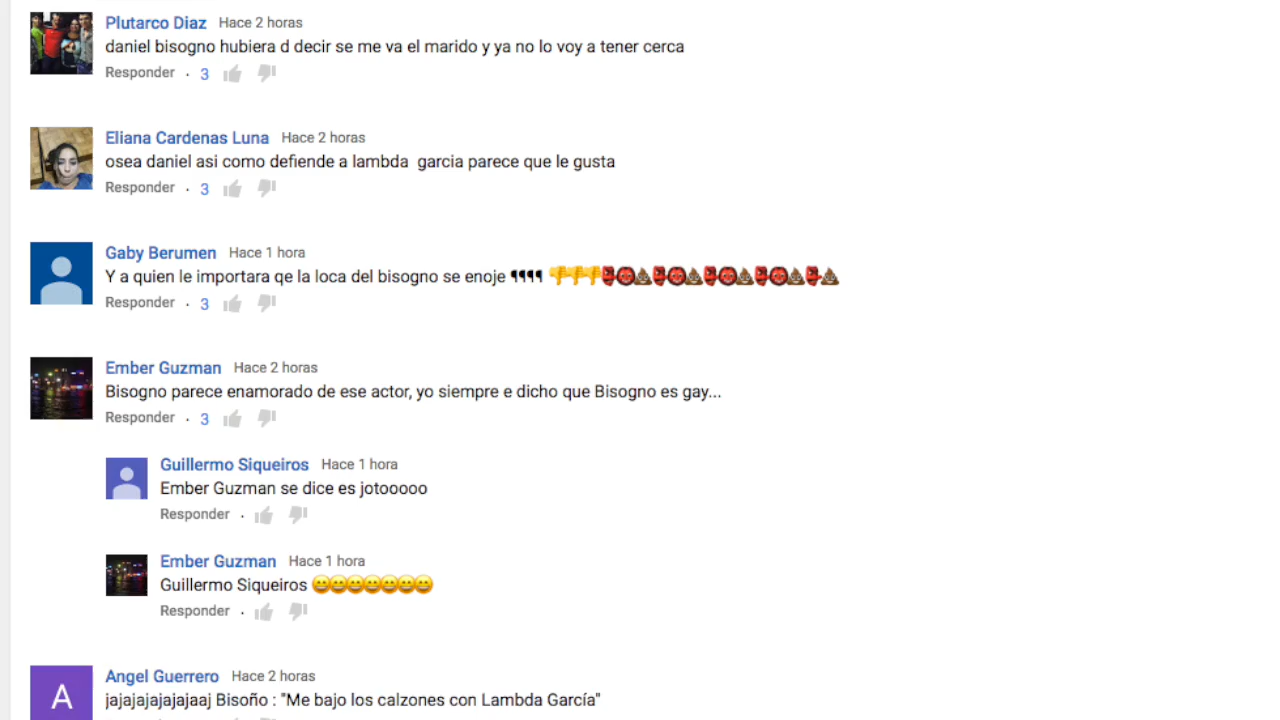 Plutarco Diaz Hace 2 horas
daniel bisogno hubiera d decir se me va el marido y ya no lo voy a tener cerca
Responder · 3
Eliana Cardenas Luna Hace 2 horas
osea daniel asi como defiende a lambda garcia parece que le gusta
Responder · 3
Gaby Berumen Hace 1 hora
Y a quien le importara qe la loca del bisogno se enoje ¶¶¶¶ 👎👎👎👺🎯💩👺🎯💩👺🎯💩👺🎯💩👺💩
Responder · 3
Ember Guzman Hace 2 horas
Bisogno parece enamorado de ese actor, yo siempre e dicho que Bisogno es gay...
Responder · 3
Guillermo Siqueiros Hace 1 hora
Ember Guzman se dice es jotooooo
Responder ·
Ember Guzman Hace 1 hora
Guillermo Siqueiros 😄😄😄😄😄😄😄
Responder ·
A
Angel Guerrero Hace 2 horas
jajajajajajajaaj Bisoño : "Me bajo los calzones con Lambda García"